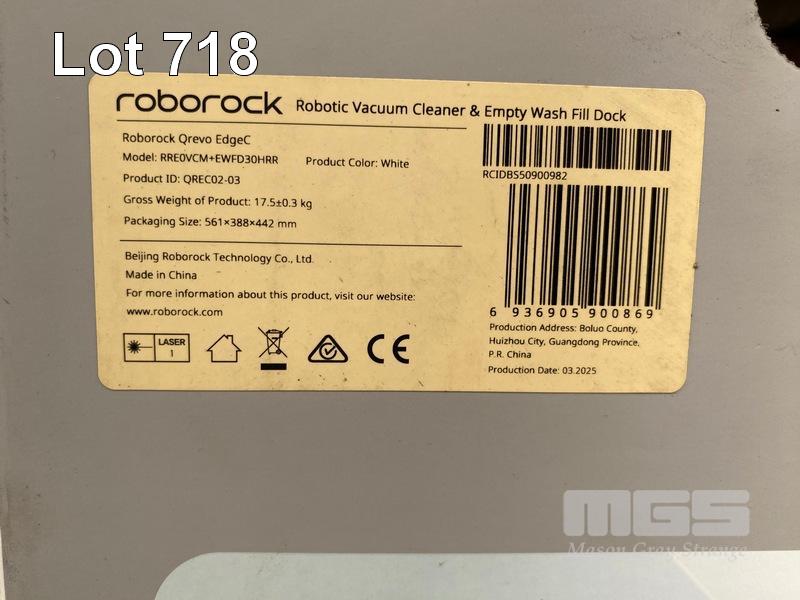 Lot 718
roborock Robotic Vacuum Cleaner & Empty Wash Fill Dock
Roborock Qrevo EdgeC
Model: RRE0VCM+EWFD30HRR Product Color: White
Product ID: QREC02-03
Gross Weight of Product: 17.5±0.3 kg
Packaging Size: 561×388×442 mm
Beijing Roborock Technology Co., Ltd.
Made in China
For more information about this product, visit our website:
www.roborock.com
LASER
1
CE
RCIDBS50900982
6 936905 900869
Production Address: Boluo County,
Huizhou City, Guangdong Province,
P.R. China
Production Date: 03.2025
MGS
Mason Gray Strange